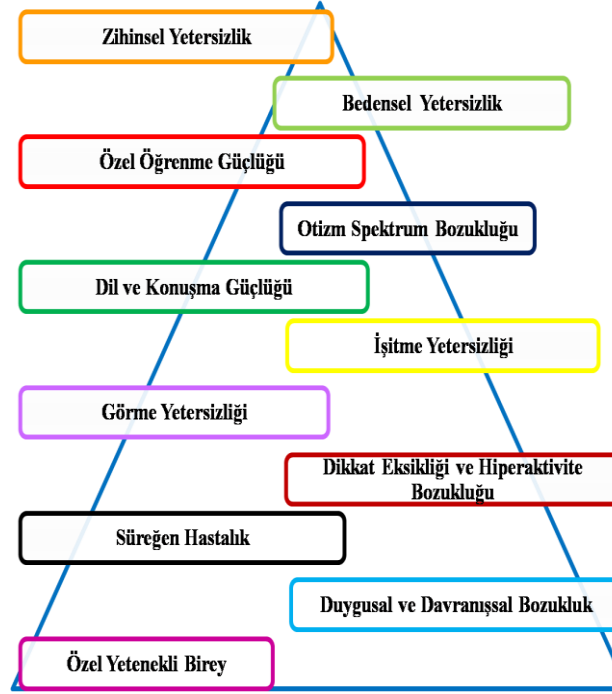 Zihinsel Yetersizlik
Bedensel Yetersizlik
Özel Öğrenme Güçlüğü
Otizm Spektrum Bozukluğu
Dil ve Konuşma Güçlüğü
İşitme Yetersizliği
Görme Yetersizliği
Dikkat Eksikliği ve Hiperaktivite
Bozukluğu
Süreğen Hastalık
Duygusal ve Davranışsal Bozukluk
Özel Yetenekli Birey